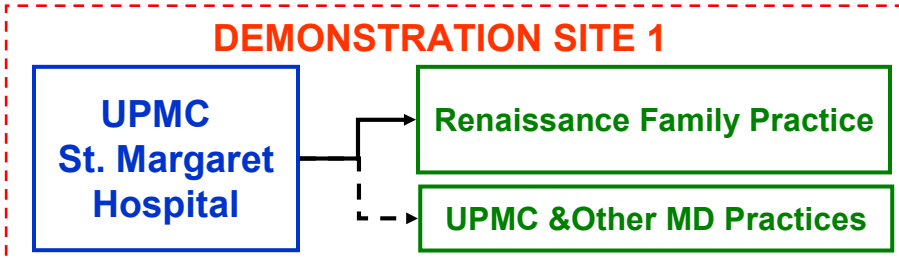 DEMONSTRATION SITE 1
UPMC
St. Margaret
Hospital
Renaissance Family Practice
UPMC &Other MD Practices